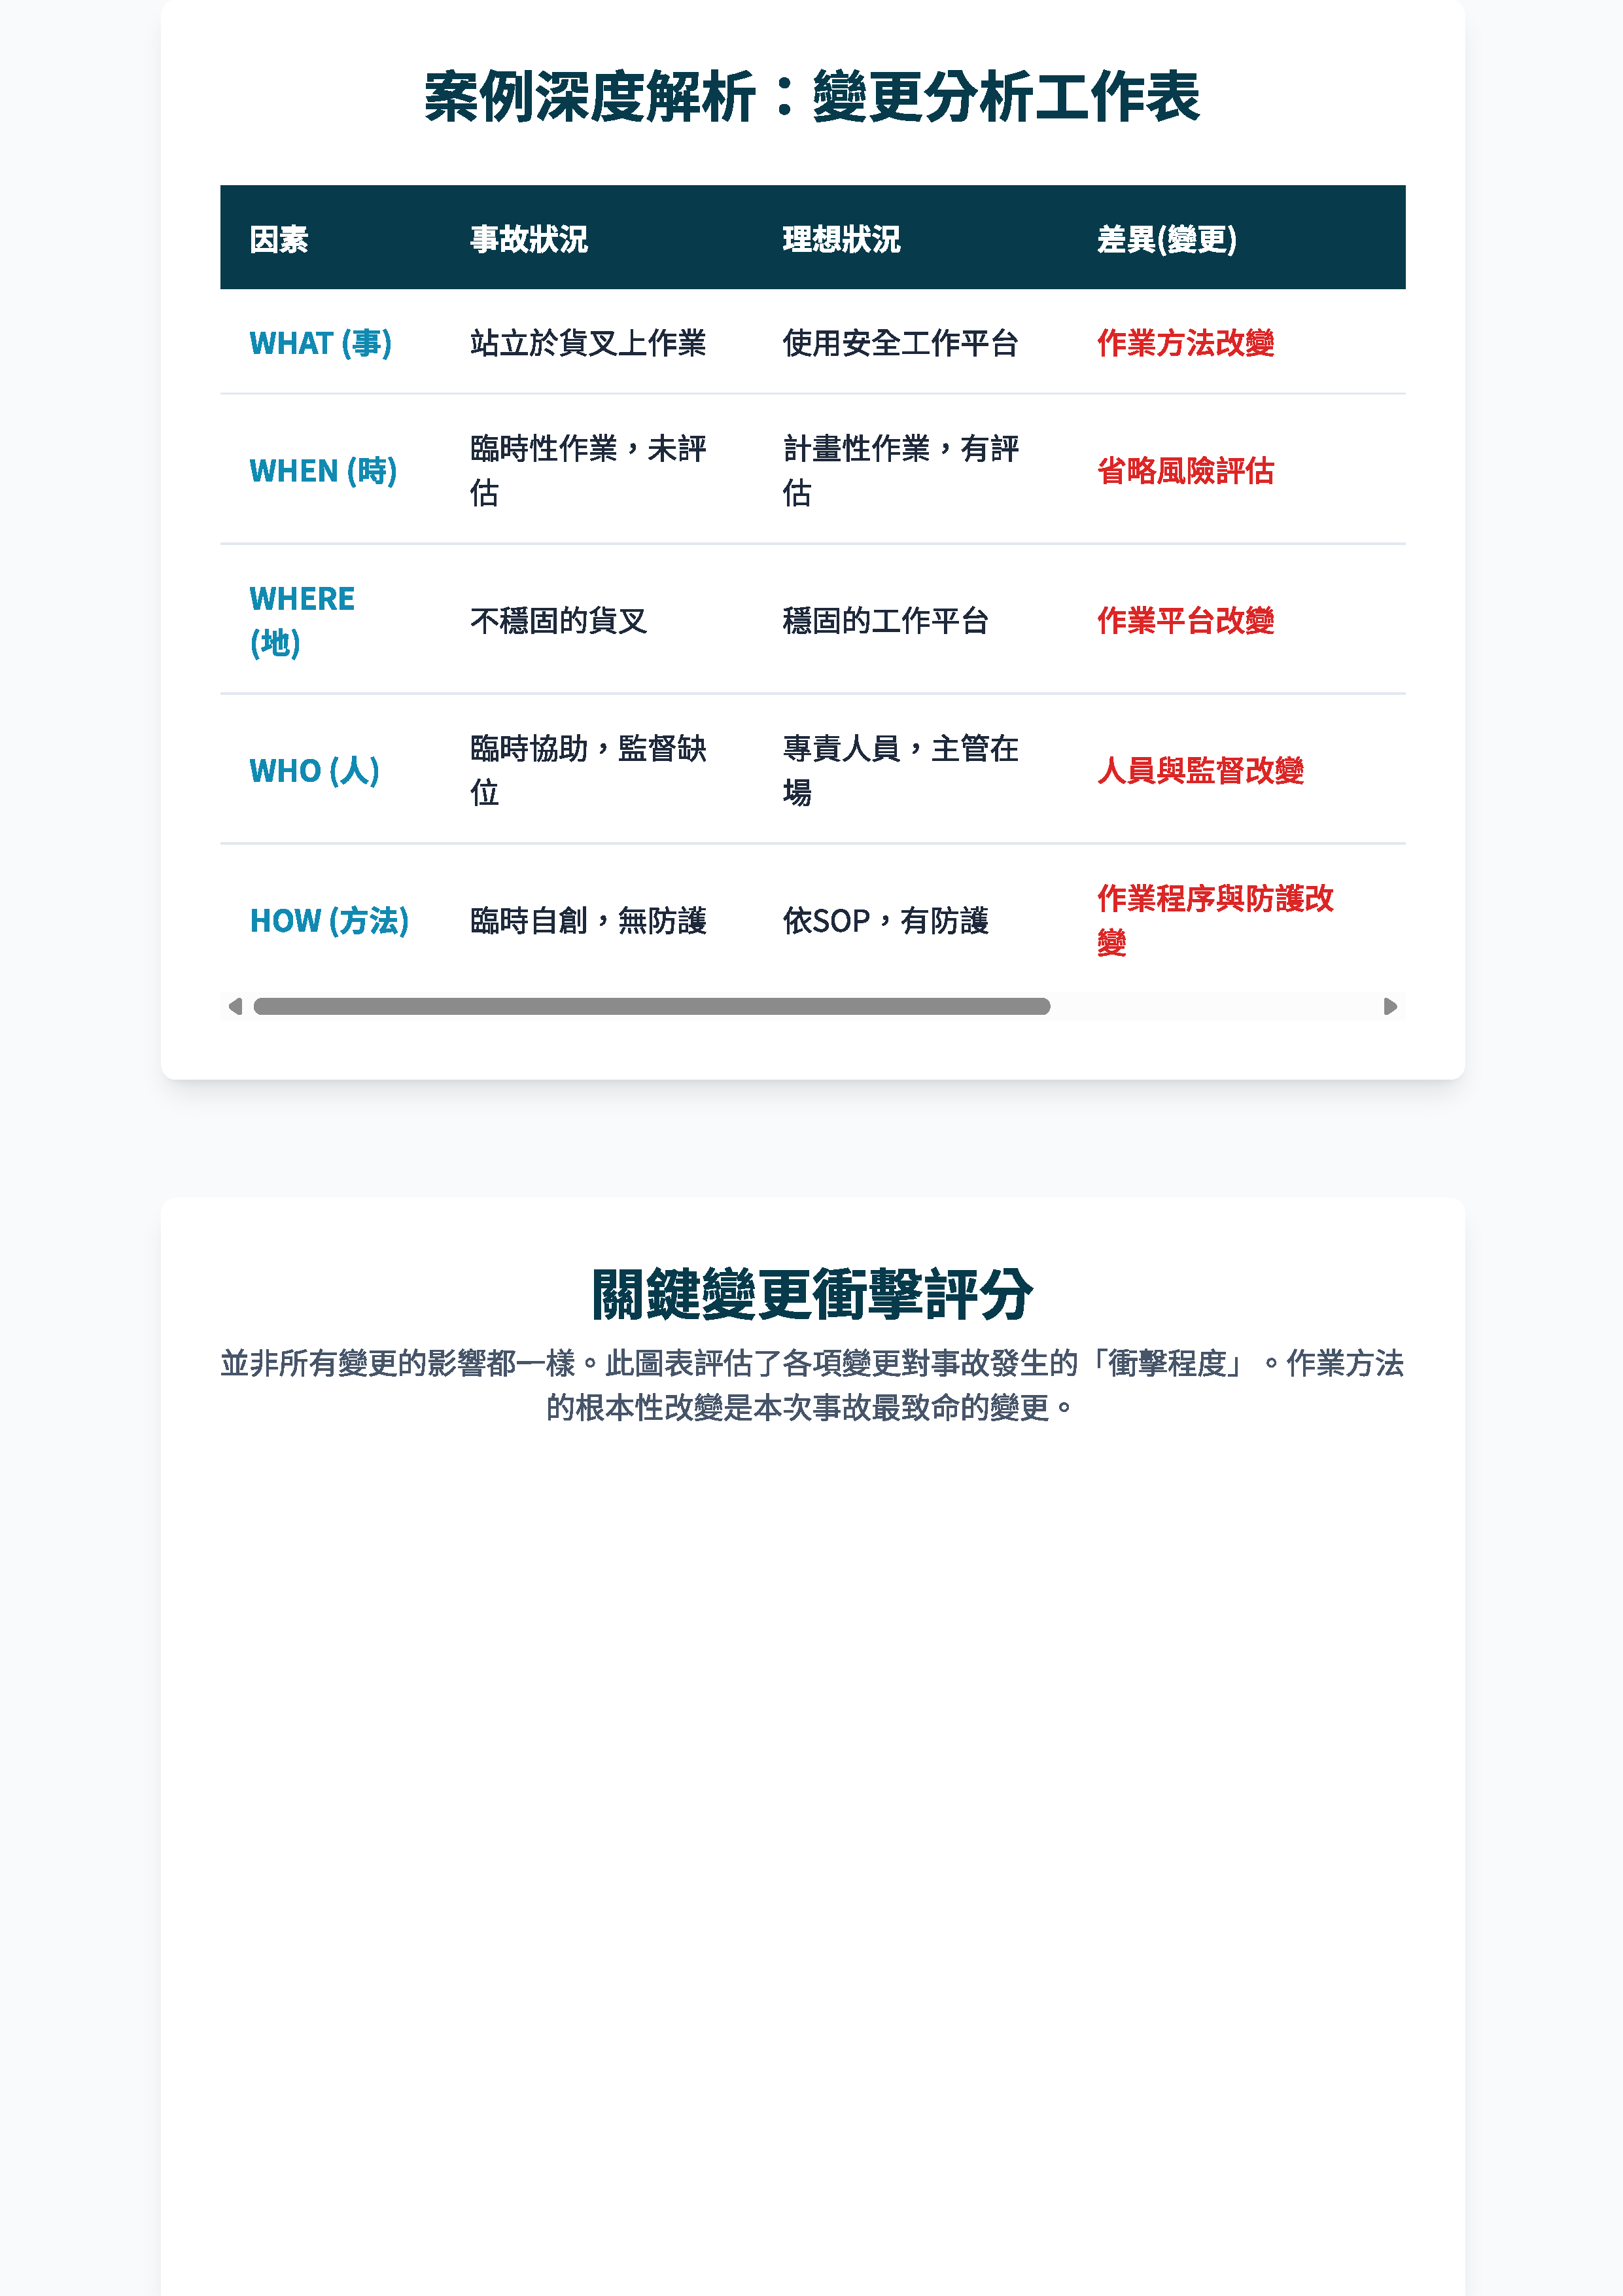 案例深度解析：變更分析工作表
因素 事故狀況 理想狀況 差異(變更)
WHAT (事) 站立於貨叉上作業 使用安全工作平台 作業方法改變
WHEN (時) 臨時性作業，未評估 計畫性作業，有評估 省略風險評估
WHERE (地) 不穩固的貨叉 穩固的工作平台 作業平台改變
WHO (人) 臨時協助，監督缺位 專責人員，主管在場 人員與監督改變
HOW (方法) 臨時自創，無防護 依SOP，有防護 作業程序與防護改變
關鍵變更衝擊評分
並非所有變更的影響都一樣。此圖表評估了各項變更對事故發生的「衝擊程度」。作業方法
的根本性改變是本次事故最致命的變更。